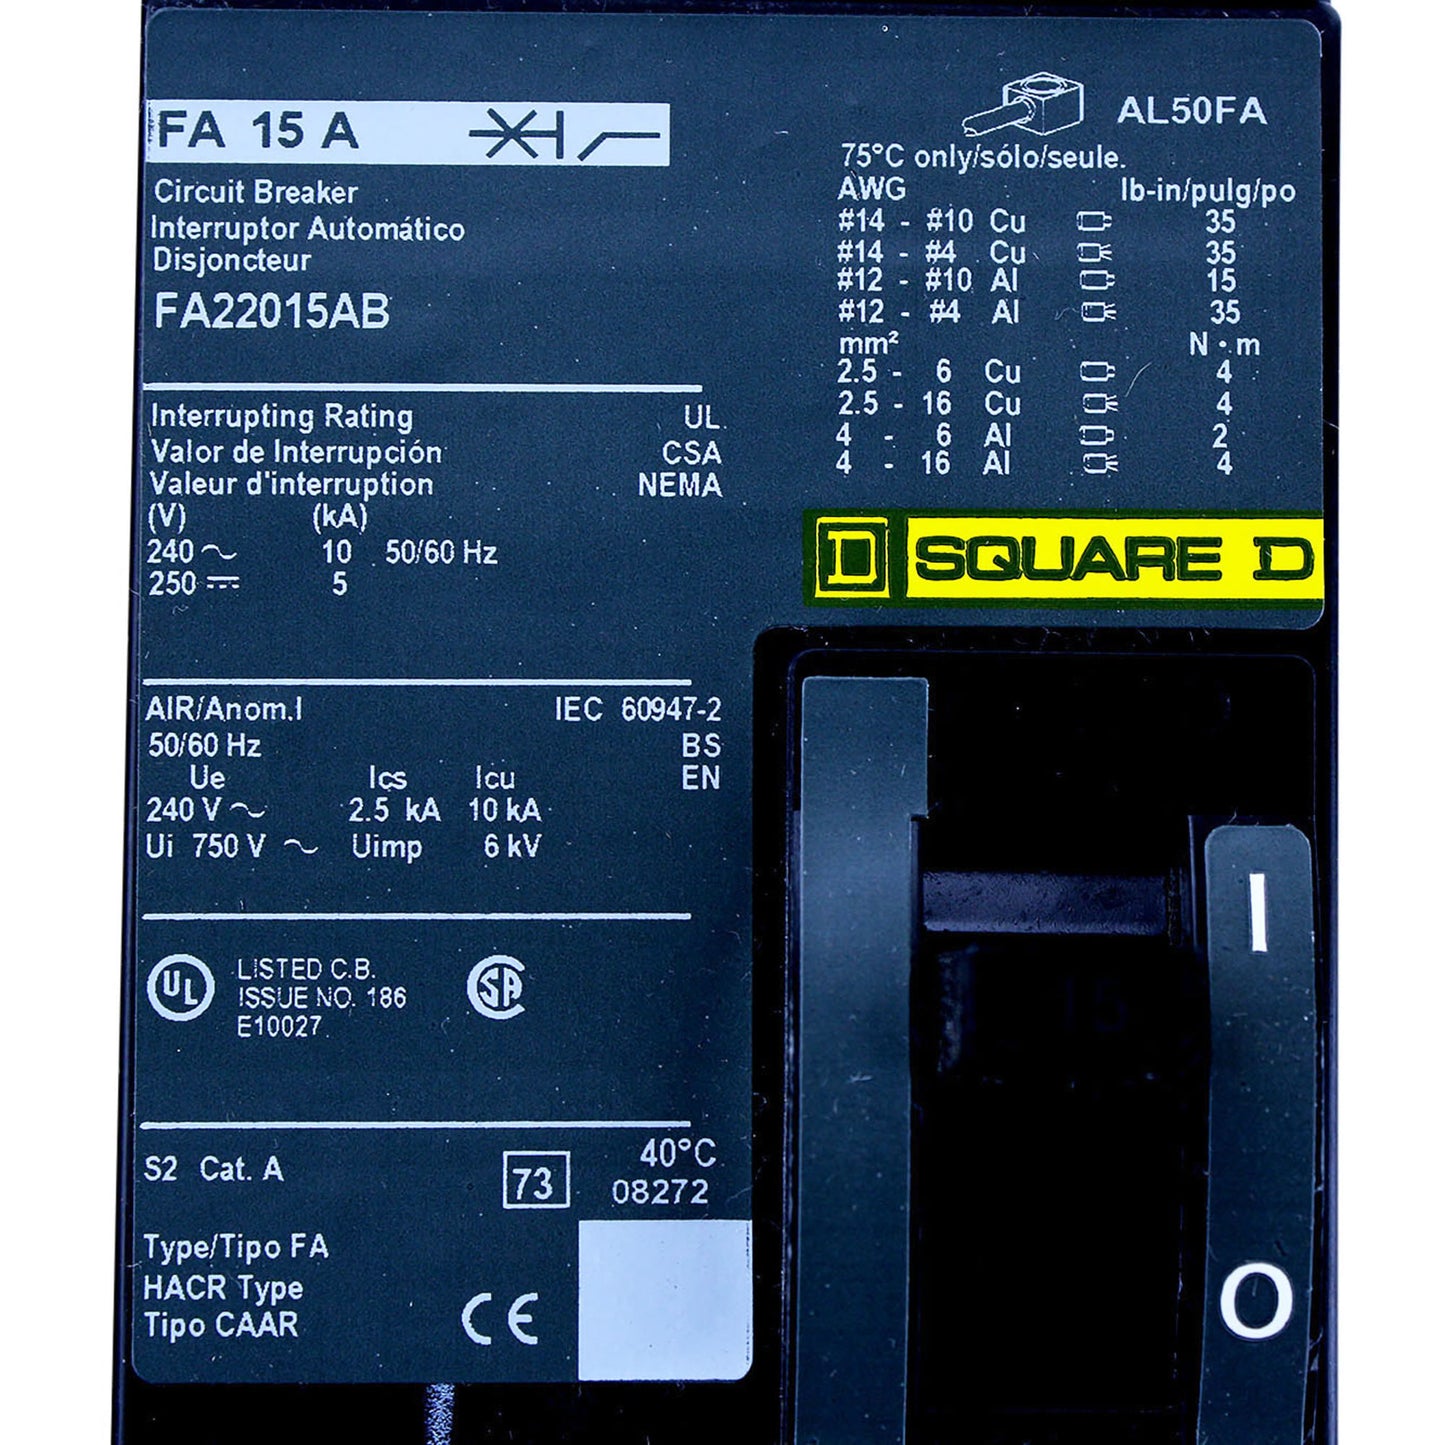 FA 15 A
Circuit Breaker
Interruptor Automático
Disjoncteur
FA22015AB
Interrupting Rating UL
Valor de Interrupción CSA
Valeur d'interruption NEMA
(V) (kA)
240 ~ 10 50/60 Hz
250 ⎓ 5
AIR/Anom.I IEC 60947-2
50/60 Hz BS
Ue Ics Icu EN
240 V ~ 2.5 kA 10 kA
Ui 750 V ~ Uimp 6 kV
UL LISTED C.B.
ISSUE NO. 186
E10027
SA
S2 Cat. A 73 40°C
08272
Type/Tipo FA
HACR Type
Tipo CAAR
CE
AL50FA
75°C only/sólo/seule.
AWG lb-in/pulg/po
#14 - #10 Cu 35
#14 - #4 Cu 35
#12 - #10 Al 15
#12 - #4 Al 35
mm² N·m
2.5 - 6 Cu 4
2.5 - 16 Cu 4
4 - 6 Al 2
4 - 16 Al 4
D SQUARE D
I
15
O